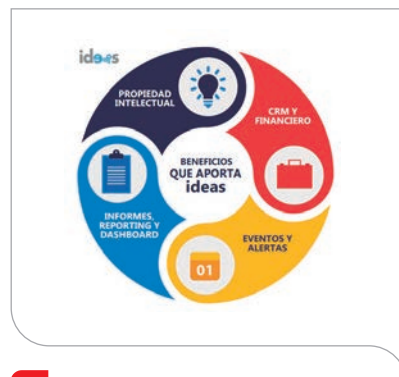 ideas
PROPIEDAD
INTELECTUAL
CRM Y
FINANCIERO
BENEFICIOS
QUE APORTA
ideas
INFORMES,
REPORTING Y
DASHBOARD
EVENTOS Y
ALERTAS
01